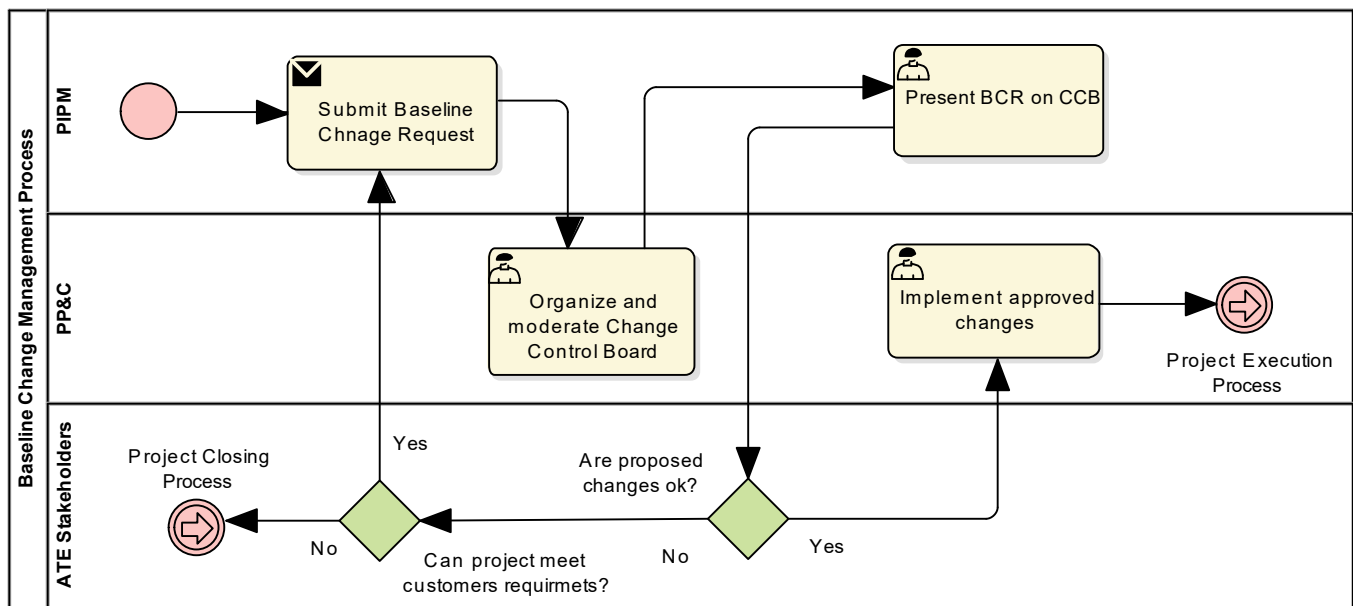 Baseline Change Management Process
PIPM
Submit Baseline
Chnage Request
Present BCR on CCB
PP&C
Organize and
moderate Change
Control Board
Implement approved
changes
Project Execution
Process
ATE Stakeholders
Project Closing
Process
Yes
No
Can project meet
customers requirmets?
Are proposed
changes ok?
No
Yes